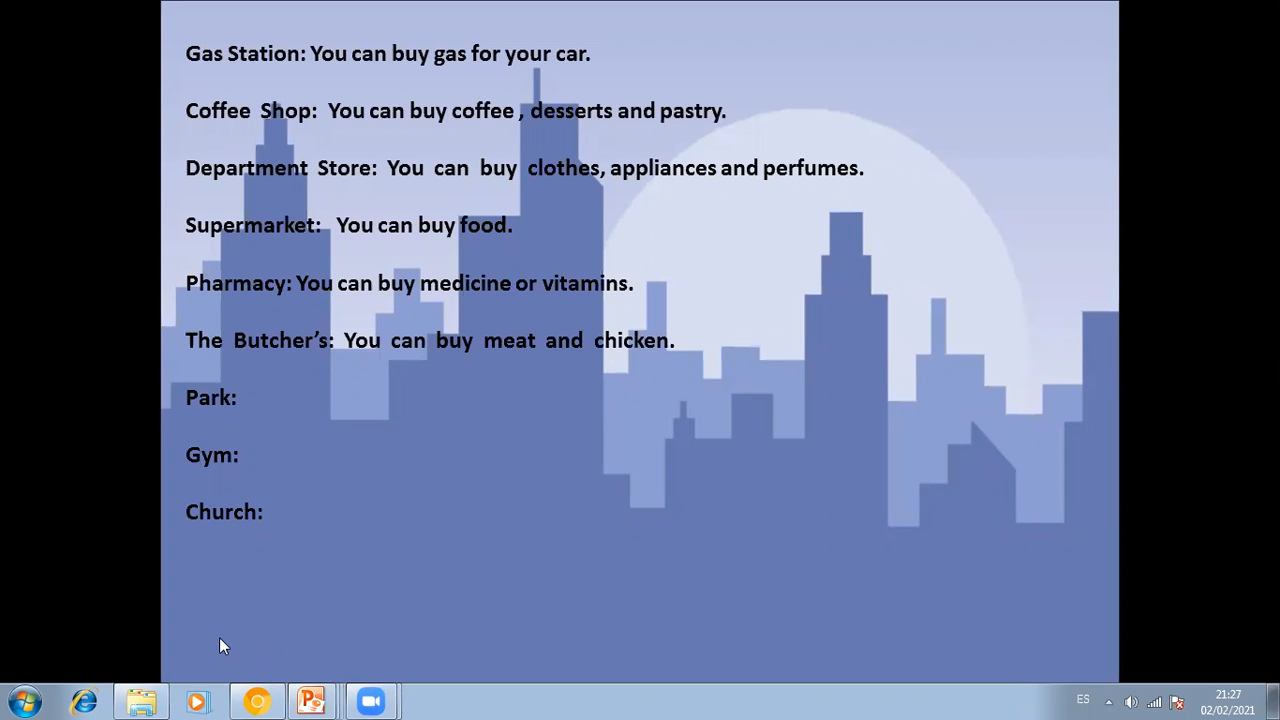 Gas Station: You can buy gas for your car.
Coffee Shop: You can buy coffee , desserts and pastry.
Department Store: You can buy clothes, appliances and perfumes.
Supermarket: You can buy food.
Pharmacy: You can buy medicine or vitamins.
The Butcher’s: You can buy meat and chicken.
Park:
Gym:
Church:
ES
21:27
02/02/2021